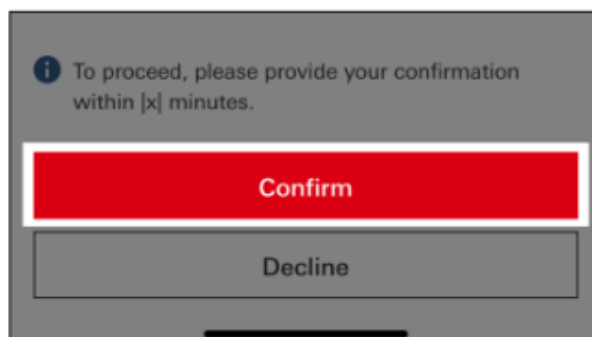 To proceed, please provide your confirmation
within |x| minutes.
Confirm
Decline